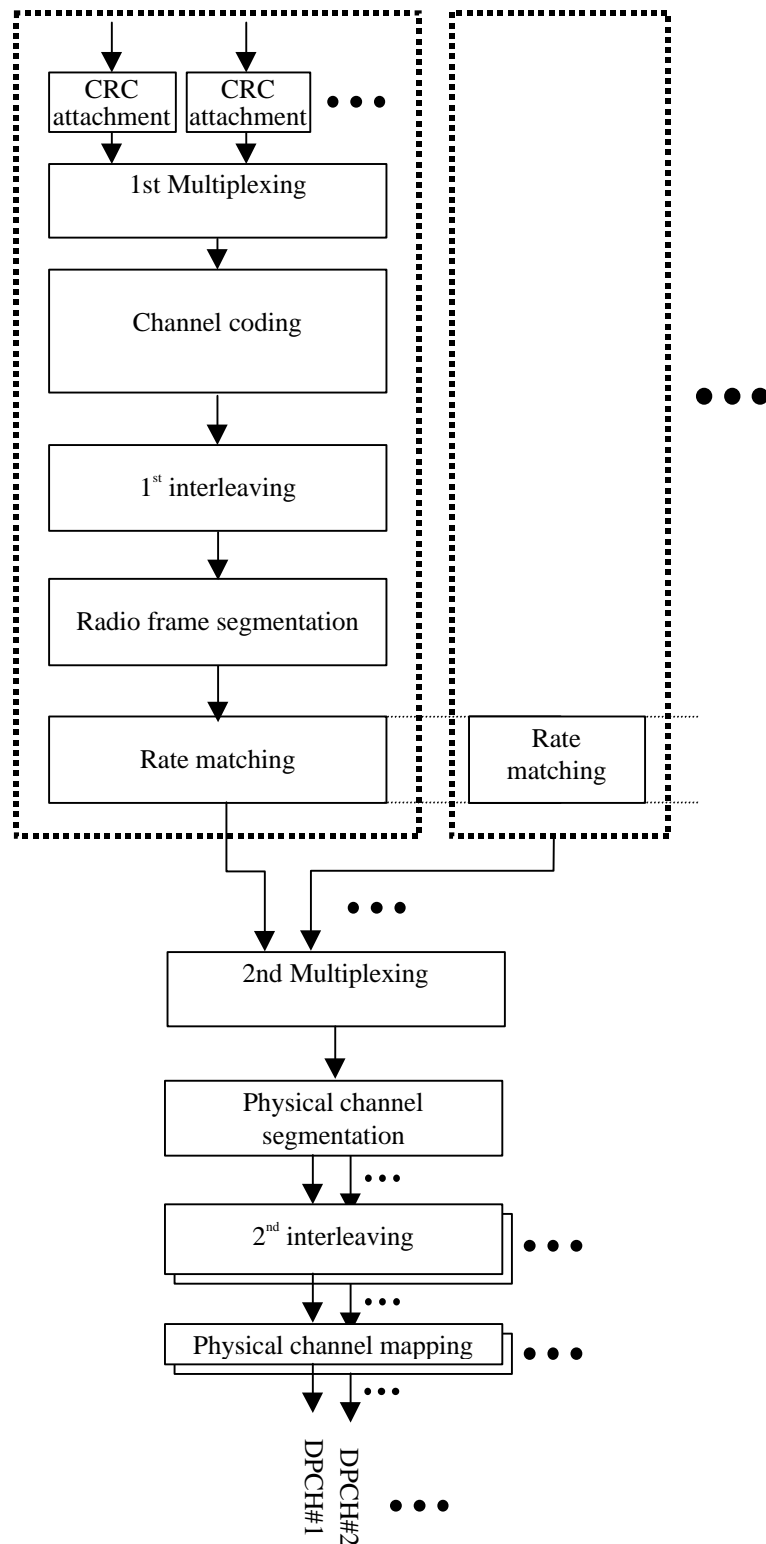 CRC
attachment
CRC
attachment
1st Multiplexing
Channel coding
1st interleaving
Radio frame segmentation
Rate matching
Rate
matching
2nd Multiplexing
Physical channel
segmentation
2nd interleaving
Physical channel mapping
DPCH#1
DPCH#2